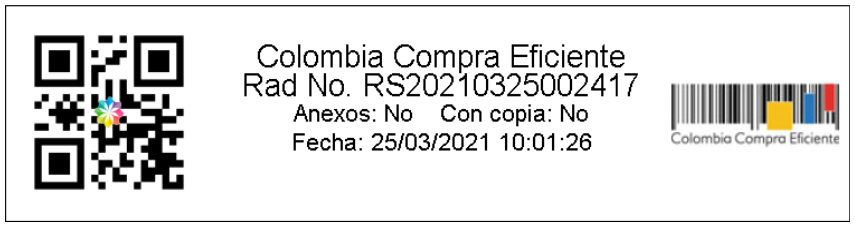 Colombia Compra Eficiente
Rad No. RS20210325002417
Anexos: No Con copia: No
Fecha: 25/03/2021 10:01:26
Colombia Compra Eficiente